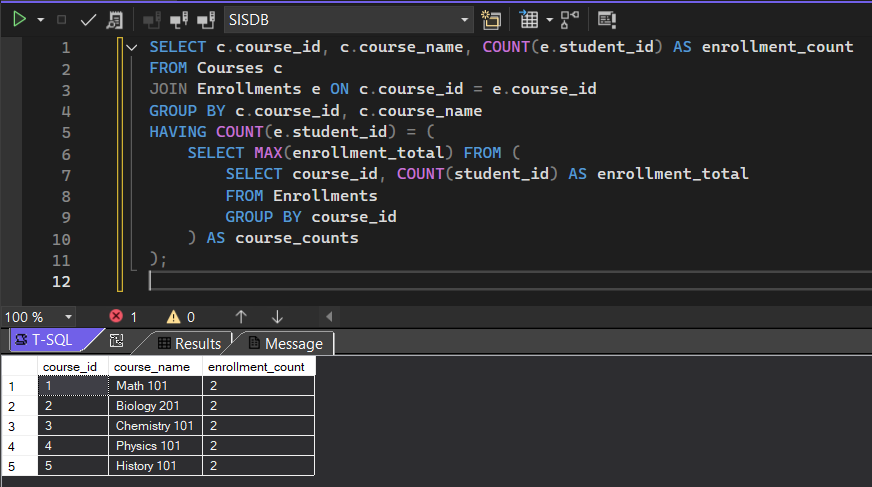 SISDB
1 SELECT c.course_id, c.course_name, COUNT(e.student_id) AS enrollment_count
2 FROM Courses c
3 JOIN Enrollments e ON c.course_id = e.course_id
4 GROUP BY c.course_id, c.course_name
5 HAVING COUNT(e.student_id) = (
6 SELECT MAX(enrollment_total) FROM (
7 SELECT course_id, COUNT(student_id) AS enrollment_total
8 FROM Enrollments
9 GROUP BY course_id
10 ) AS course_counts
11 );
12
100 % 1 0
T-SQL Results Message
course_id course_name enrollment_count
1 1 Math 101 2
2 2 Biology 201 2
3 3 Chemistry 101 2
4 4 Physics 101 2
5 5 History 101 2